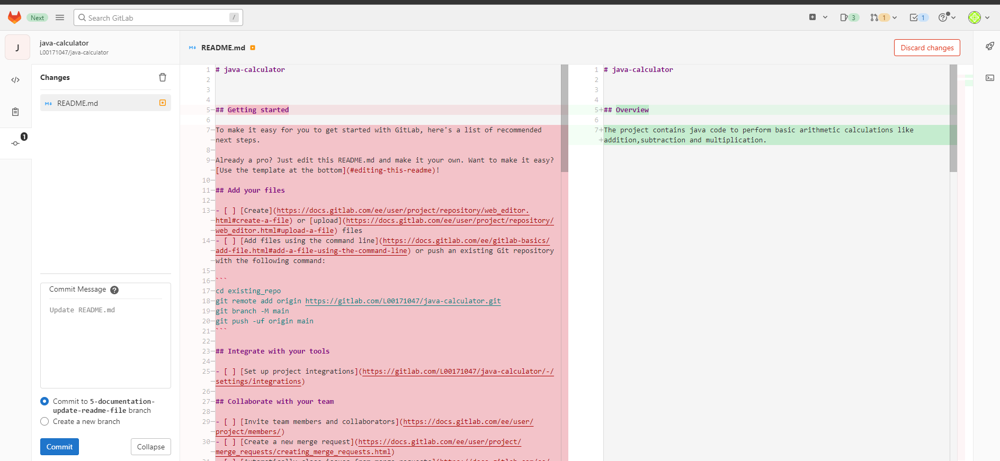 Next
Search GitLab
/
3
1
1
J
java-calculator
L00171047/java-calculator
README.md
Discard changes
Changes
README.md
1
Commit Message
Update README.md
Commit to 5-documentation-
update-readme-file branch
Create a new branch
Commit
Collapse
1 # java-calculator
2
3
4
5 — ## Getting started
6
7 — To make it easy for you to get started with GitLab, here's a list of recommended
— next steps.
8 —
9 — Already a pro? Just edit this README.md and make it your own. Want to make it easy?
— [Use the template at the bottom](#editing-this-readme)!
10 —
11 — ## Add your files
12 —
13 — - [ ] [Create](https://docs.gitlab.com/ee/user/project/repository/web_editor.
— html#create-a-file) or [upload](https://docs.gitlab.com/ee/user/project/repository/
— web_editor.html#upload-a-file) files
14 — - [ ] [Add files using the command line](https://docs.gitlab.com/ee/gitlab-basics/
— add-file.html#add-a-file-using-the-command-line) or push an existing Git repository
— with the following command:
15 —
16 — ```
17 — cd existing_repo
18 — git remote add origin https://gitlab.com/L00171047/java-calculator.git
19 — git branch -M main
20 — git push -uf origin main
21 — ```
22 —
23 — ## Integrate with your tools
24 —
25 — - [ ] [Set up project integrations](https://gitlab.com/L00171047/java-calculator/-/
— settings/integrations)
26 —
27 — ## Collaborate with your team
28 —
29 — - [ ] [Invite team members and collaborators](https://docs.gitlab.com/ee/user/
— project/members/)
30 — - [ ] [Create a new merge request](https://docs.gitlab.com/ee/user/project/
— merge_requests/creating_merge_requests.html)
31 — - [ ] [Automatically close issues from merge requests](https://docs.gitlab.com/ee/
1 # java-calculator
2
3
4
5 + ## Overview
6
7 + The project contains java code to perform basic arithmetic calculations like
+ addition,subtraction and multiplication.